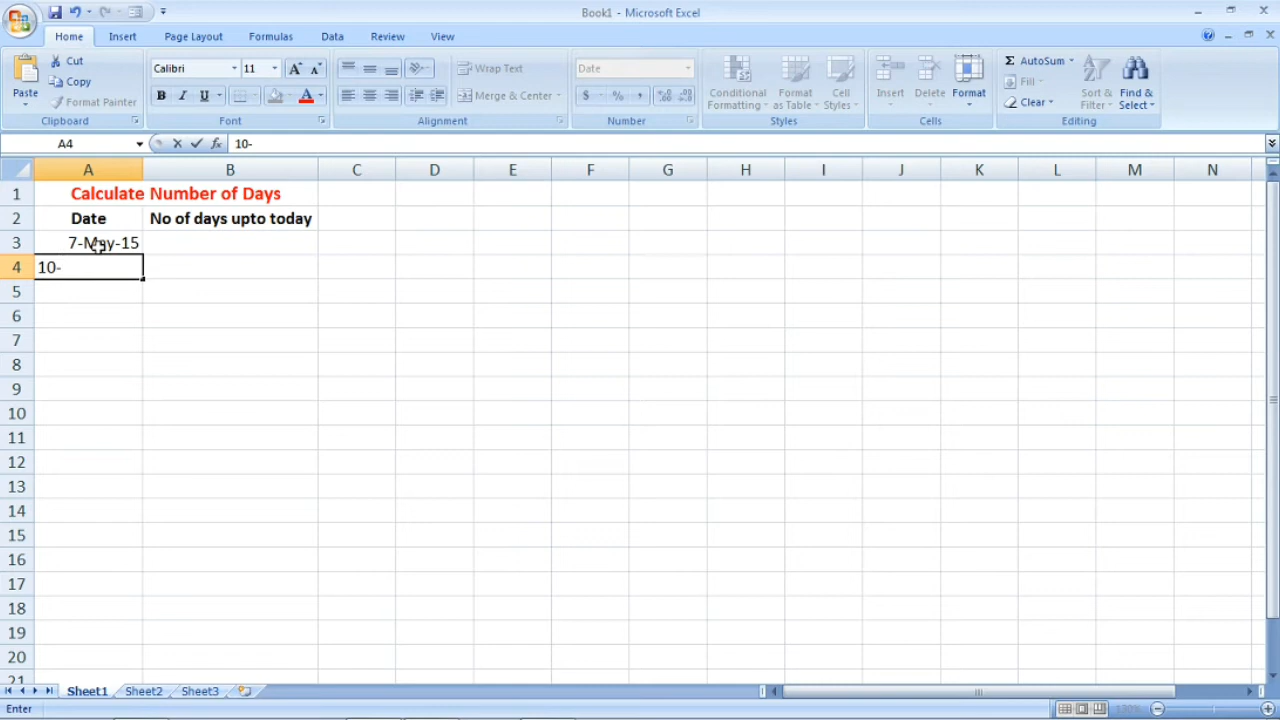 Book1 - Microsoft Excel
Home Insert Page Layout Formulas Data Review View
Paste
Cut
Copy
Format Painter
Clipboard
Calibri 11
B I U
Font
Wrap Text
Merge & Center
Alignment
Date
$ % ,
Number
Conditional Formatting
Format as Table
Cell Styles
Styles
Insert Delete Format
Cells
Σ AutoSum
Fill
Clear
Sort & Filter
Find & Select
Editing
A4 fx 10-
A B C D E F G H I J K L M N
1 Calculate Number of Days
2 Date No of days upto today
3 7-May-15
4 10-
5
6
7
8
9
10
11
12
13
14
15
16
17
18
19
20
21
Sheet1 Sheet2 Sheet3
Enter 130%